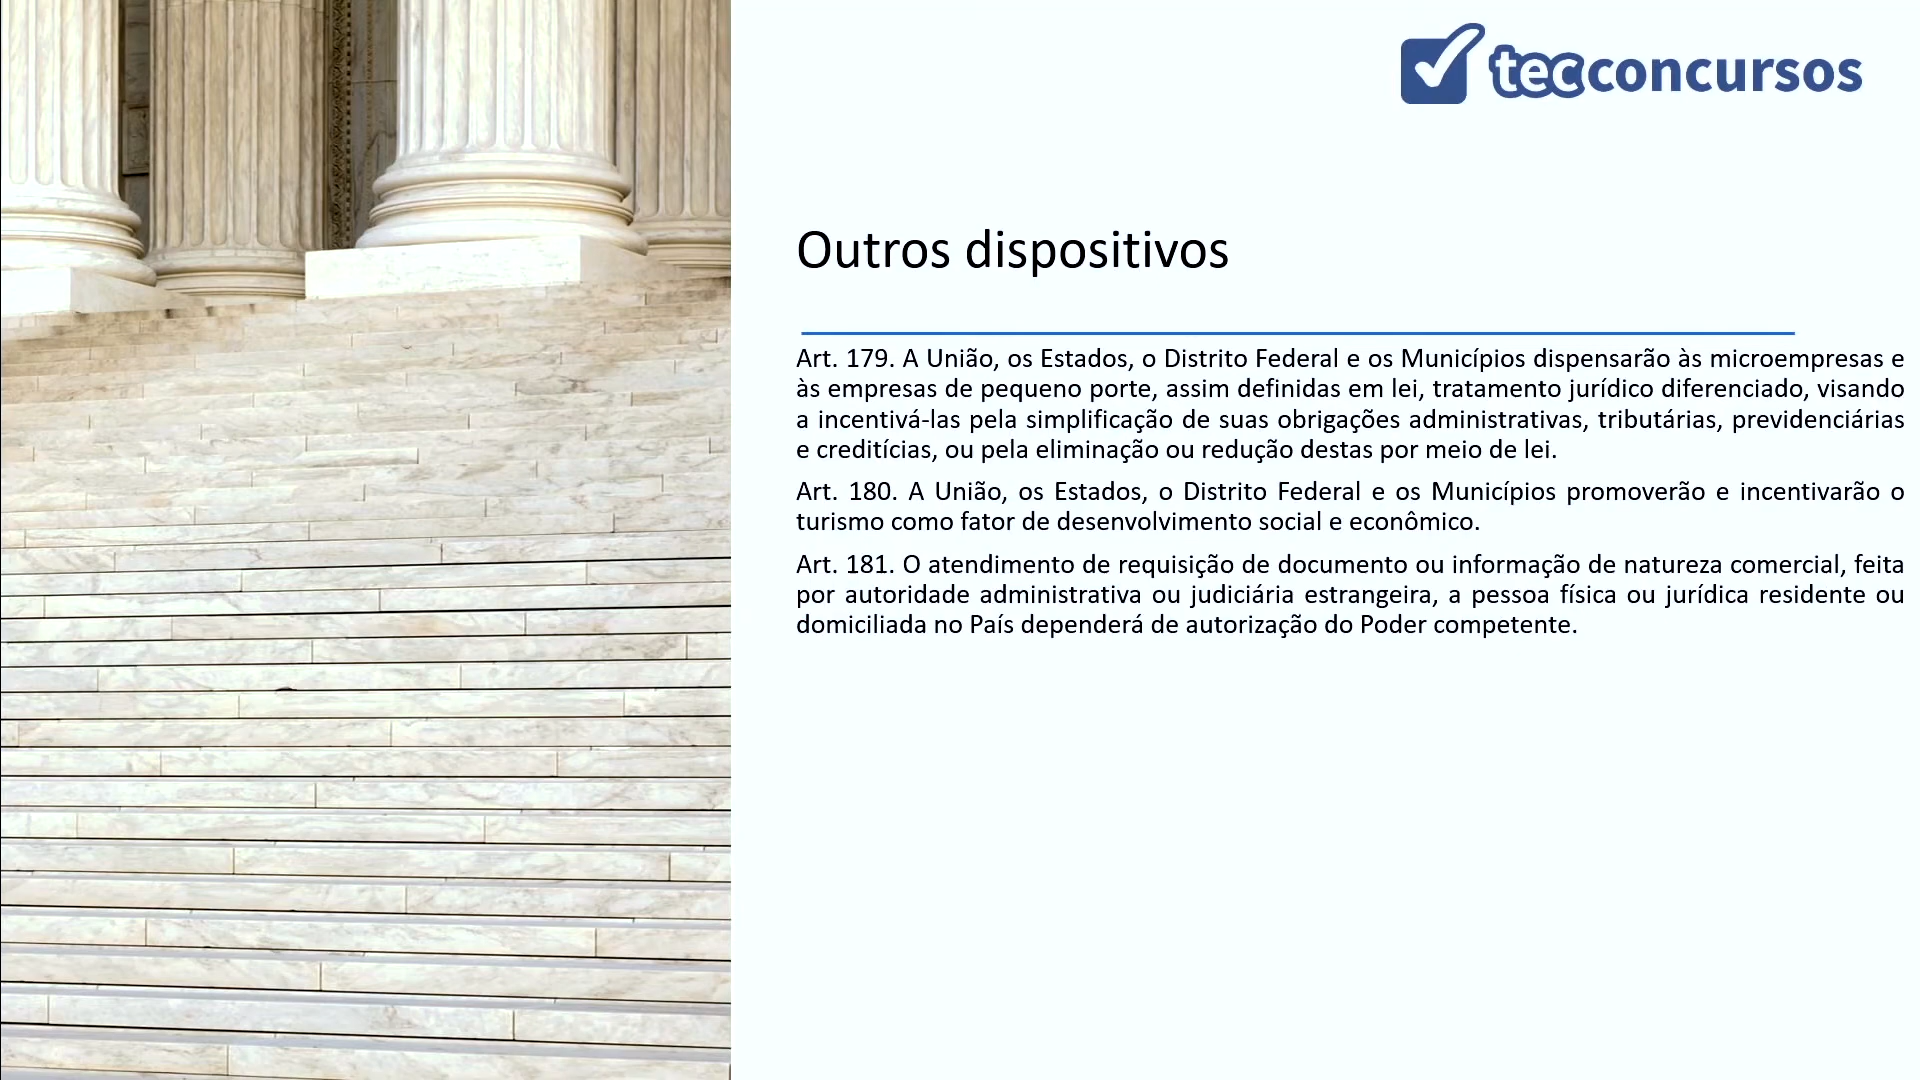 tecconcursos
Outros dispositivos
Art. 179. A União, os Estados, o Distrito Federal e os Municípios dispensarão às microempresas e
às empresas de pequeno porte, assim definidas em lei, tratamento jurídico diferenciado, visando
a incentivá-las pela simplificação de suas obrigações administrativas, tributárias, previdenciárias
e creditícias, ou pela eliminação ou redução destas por meio de lei.
Art. 180. A União, os Estados, o Distrito Federal e os Municípios promoverão e incentivarão o
turismo como fator de desenvolvimento social e econômico.
Art. 181. O atendimento de requisição de documento ou informação de natureza comercial, feita
por autoridade administrativa ou judiciária estrangeira, a pessoa física ou jurídica residente ou
domiciliada no País dependerá de autorização do Poder competente.